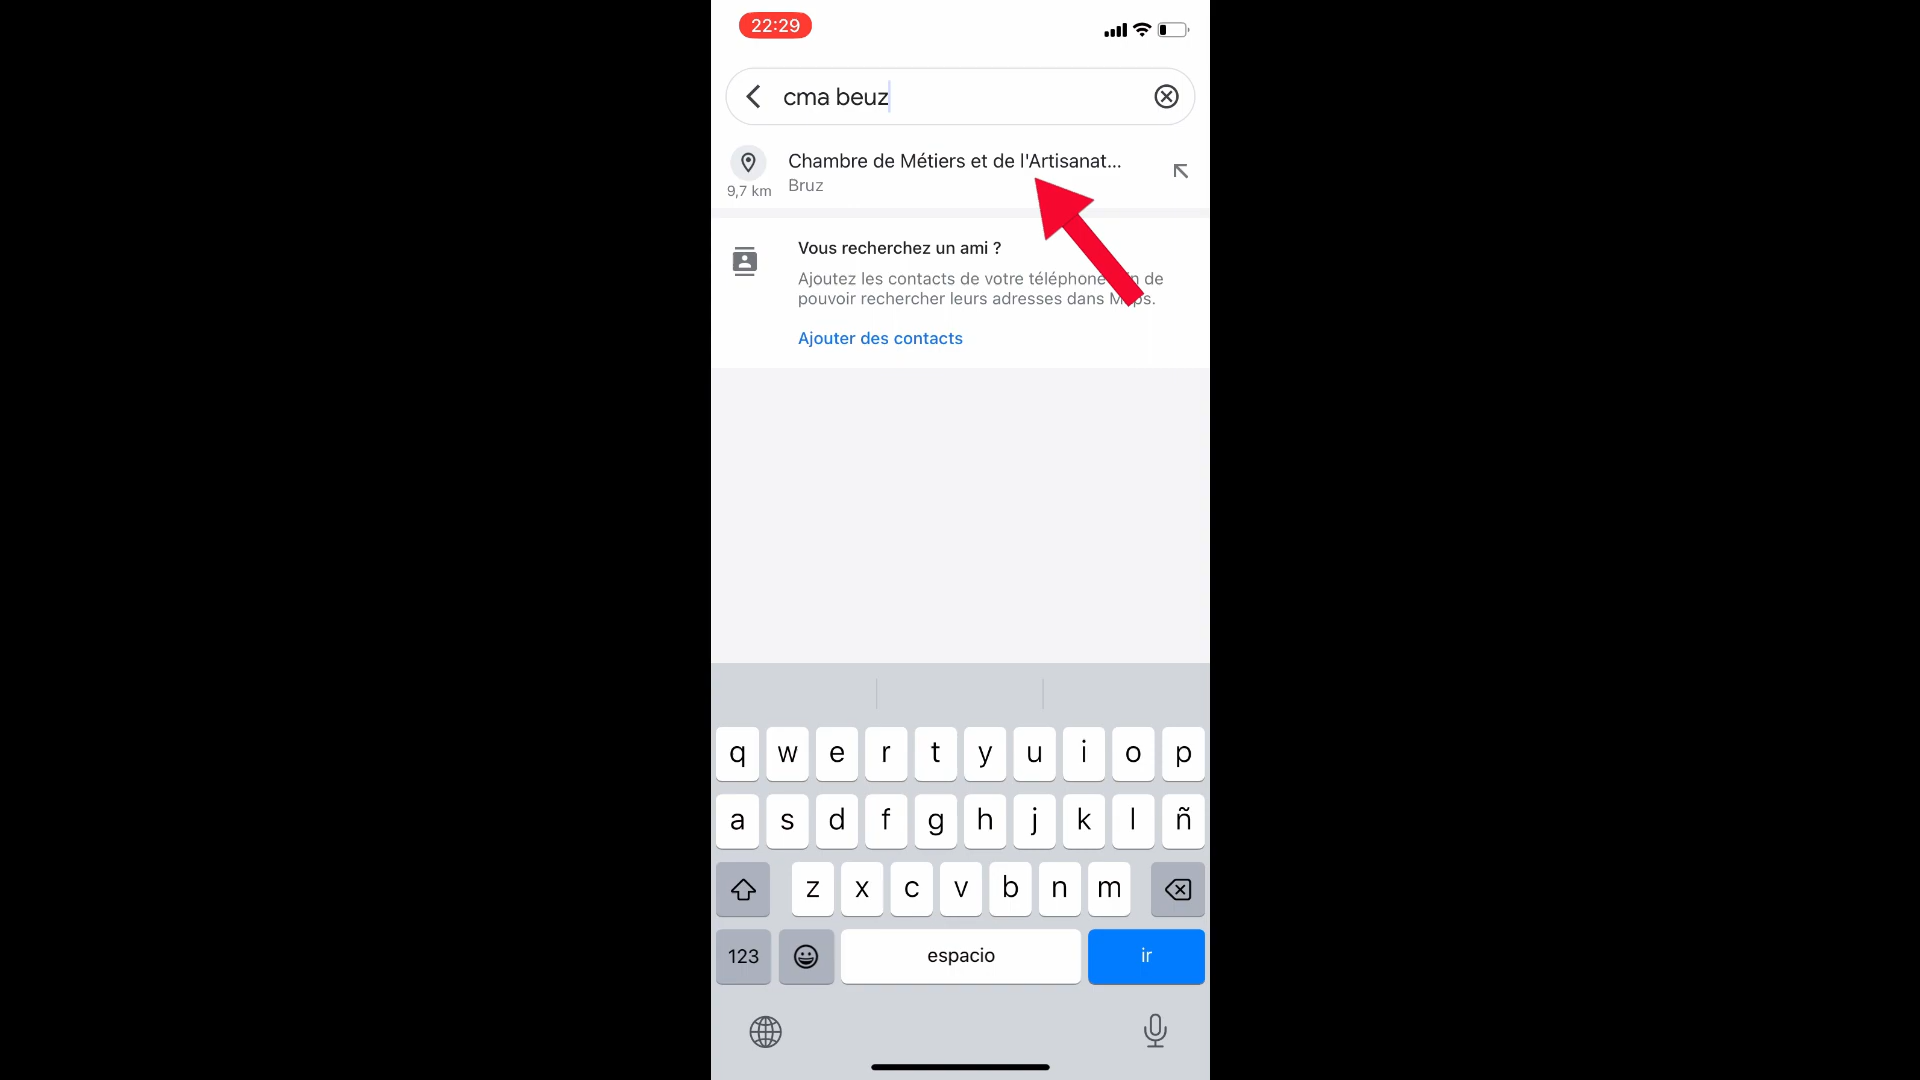 22:29
cma beuz
Chambre de Métiers et de l'Artisanat...
9,7 km
Bruz
Vous recherchez un ami ?
Ajoutez les contacts de votre téléphone de
pouvoir rechercher leurs adresses dans
Ajouter des contacts
q w e r t y u i o p
a s d f g h j k l ñ
z x c v b n m
123 espacio ir